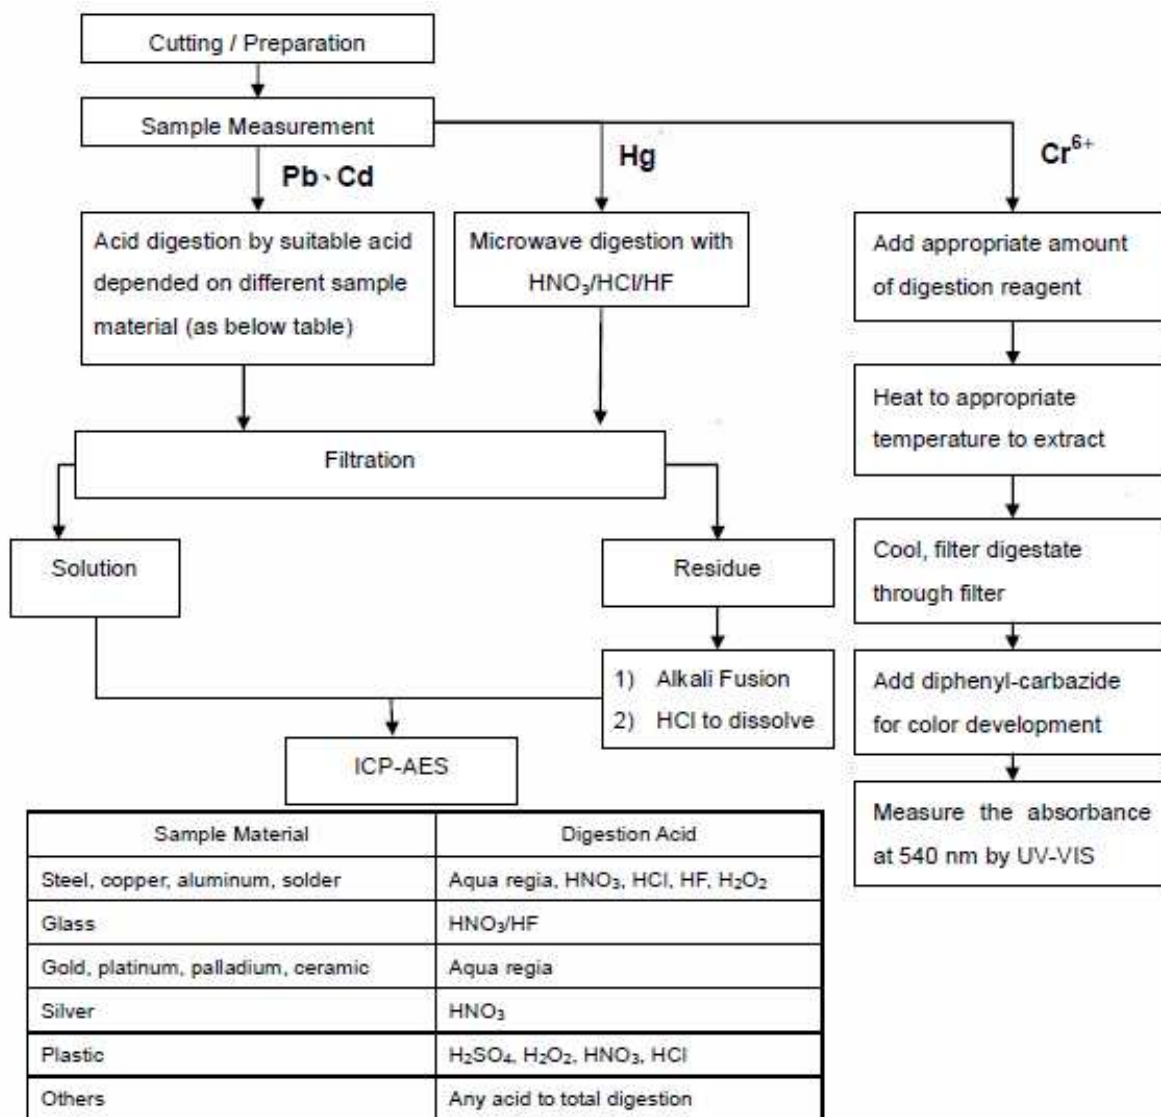 Cutting / Preparation
Sample Measurement
Pb、Cd
Hg
Cr⁶⁺
Acid digestion by suitable acid
depended on different sample
material (as below table)
Microwave digestion with
HNO₃/HCl/HF
Add appropriate amount
of digestion reagent
Heat to appropriate
temperature to extract
Filtration
Solution
Residue
Cool, filter digestate
through filter
1) Alkali Fusion
2) HCl to dissolve
Add diphenyl-carbazide
for color development
ICP-AES
Measure the absorbance
at 540 nm by UV-VIS
Sample Material Digestion Acid
Steel, copper, aluminum, solder Aqua regia, HNO₃, HCl, HF, H₂O₂
Glass HNO₃/HF
Gold, platinum, palladium, ceramic Aqua regia
Silver HNO₃
Plastic H₂SO₄, H₂O₂, HNO₃, HCl
Others Any acid to total digestion